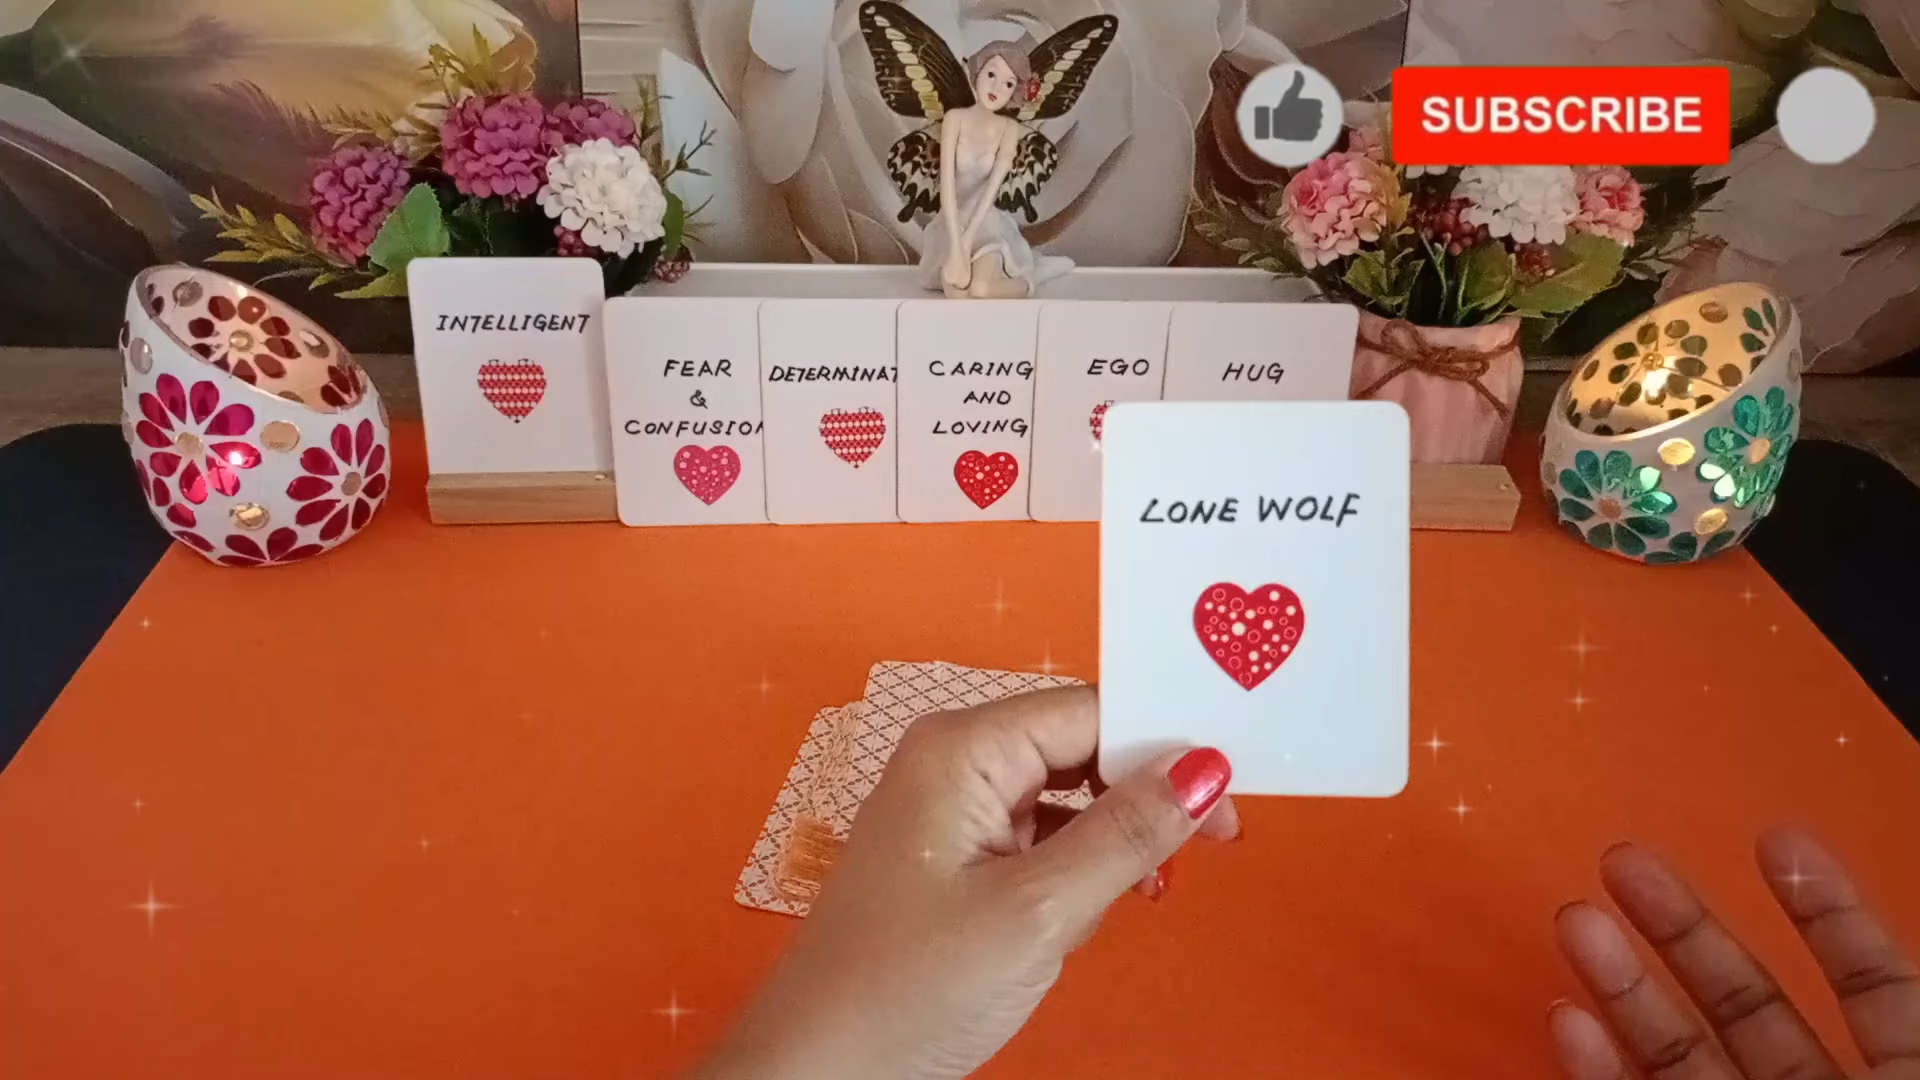 SUBSCRIBE
INTELLIGENT
FEAR
&
CONFUSION
DETERMINAT
CARING
AND
LOVING
EGO
HUG
LONE WOLF